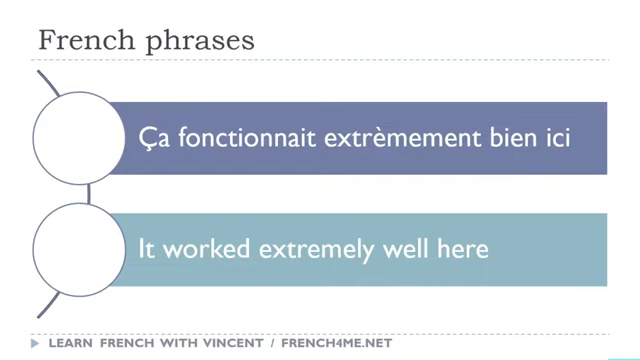 French phrases
Ça fonctionnait extrèmement bien ici
It worked extremely well here
LEARN FRENCH WITH VINCENT / FRENCH4ME.NET